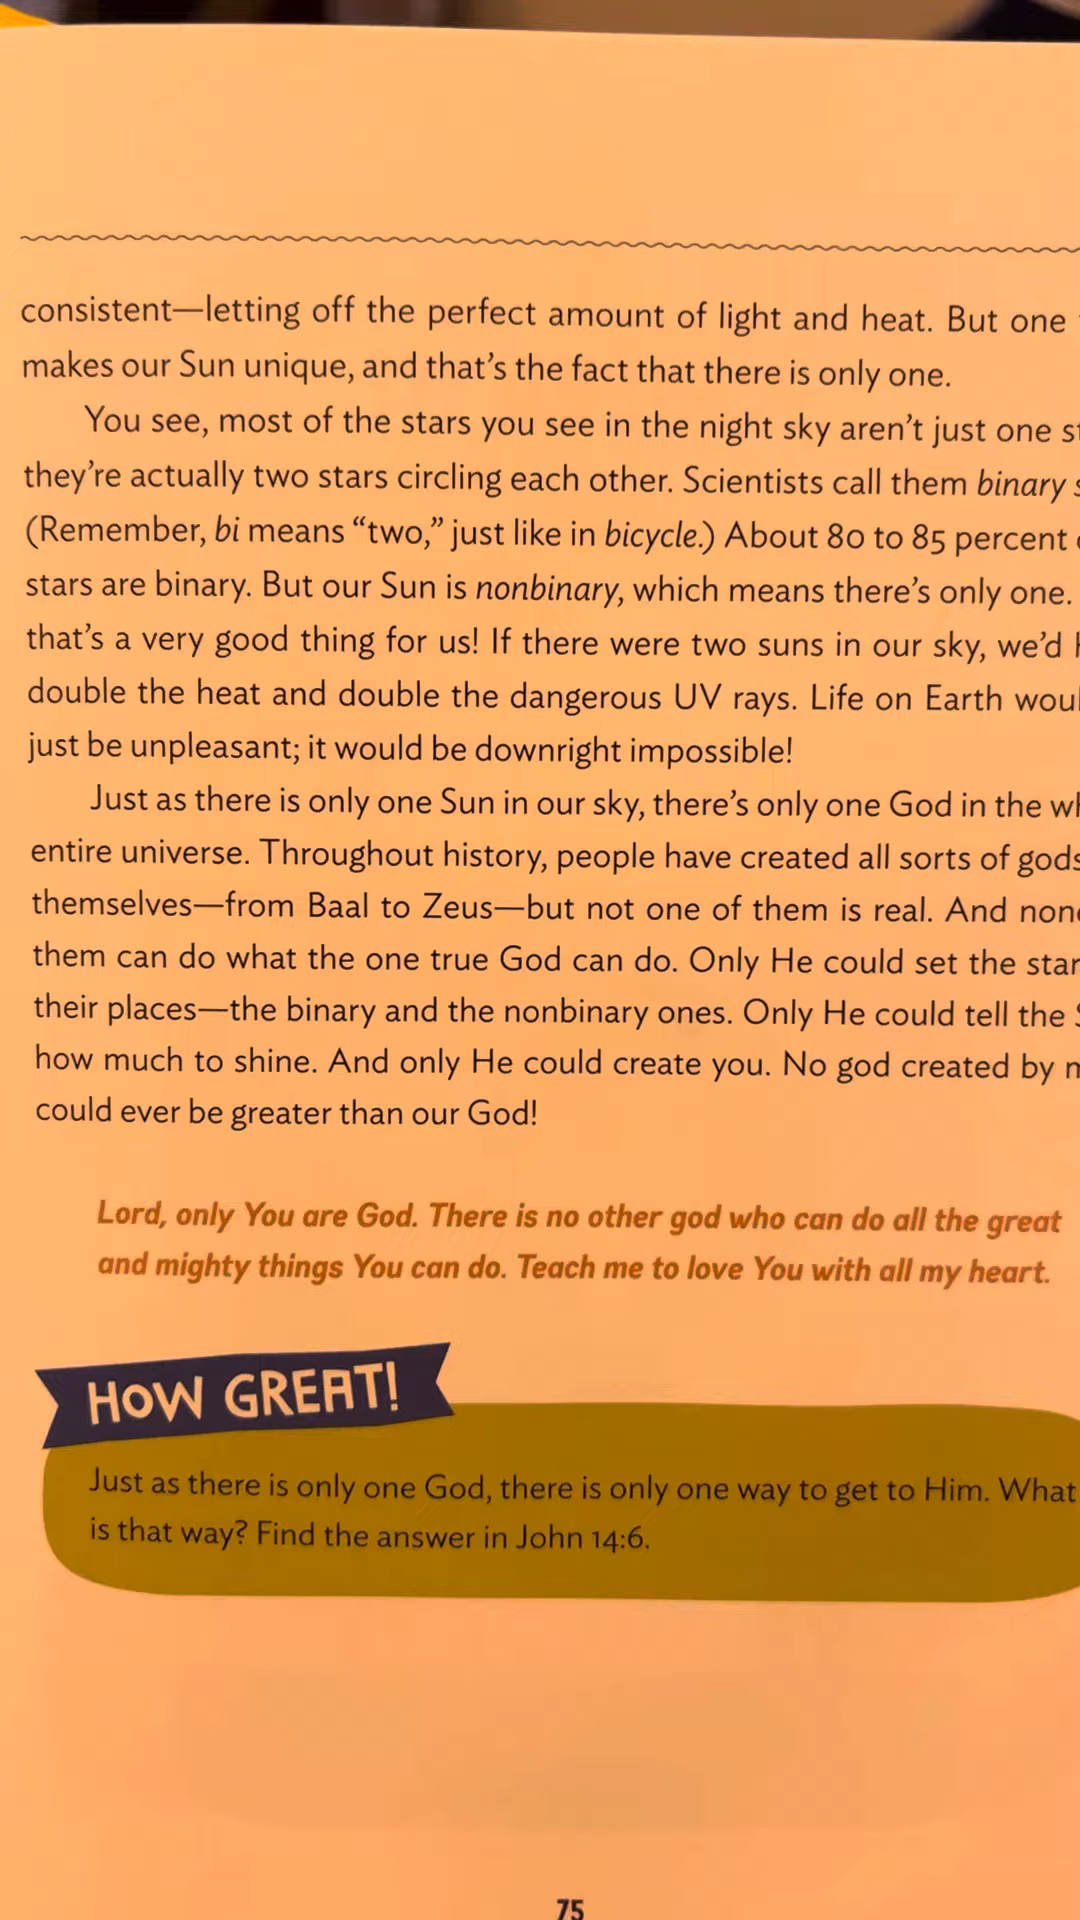 consistent—letting off the perfect amount of light and heat. But one
makes our Sun unique, and that's the fact that there is only one.
You see, most of the stars you see in the night sky aren't just one
they're actually two stars circling each other. Scientists call them binary
(Remember, bi means “two,” just like in bicycle.) About 80 to 85 percent
stars are binary. But our Sun is nonbinary, which means there's only one.
that's a very good thing for us! If there were two suns in our sky, we'd
double the heat and double the dangerous UV rays. Life on Earth
just be unpleasant; it would be downright impossible!
Just as there is only one Sun in our sky, there's only one God in the
entire universe. Throughout history, people have created all sorts of gods
themselves—from Baal to Zeus—but not one of them is real. And
them can do what the one true God can do. Only He could set the
their places—the binary and the nonbinary ones. Only He could tell the
how much to shine. And only He could create you. No god created by
could ever be greater than our God!
Lord, only You are God. There is no other god who can do all the great
and mighty things You can do. Teach me to love You with all my heart.
HOW GREAT!
Just as there is only one God, there is only one way to get to Him. What
is that way? Find the answer in John 14:6.
75